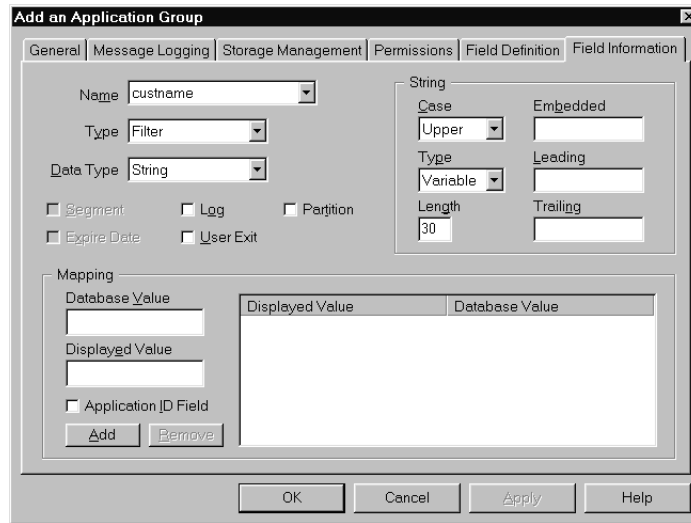 Add an Application Group
General Message Logging Storage Management Permissions Field Definition Field Information
Name custname
Type Filter
Data Type String
Segment Log Partition
Expire Date User Exit
String
Case Embedded
Upper
Type Leading
Variable
Length Trailing
30
Mapping
Database Value
Displayed Value
Application ID Field
Add Remove
Displayed Value Database Value
OK Cancel Apply Help